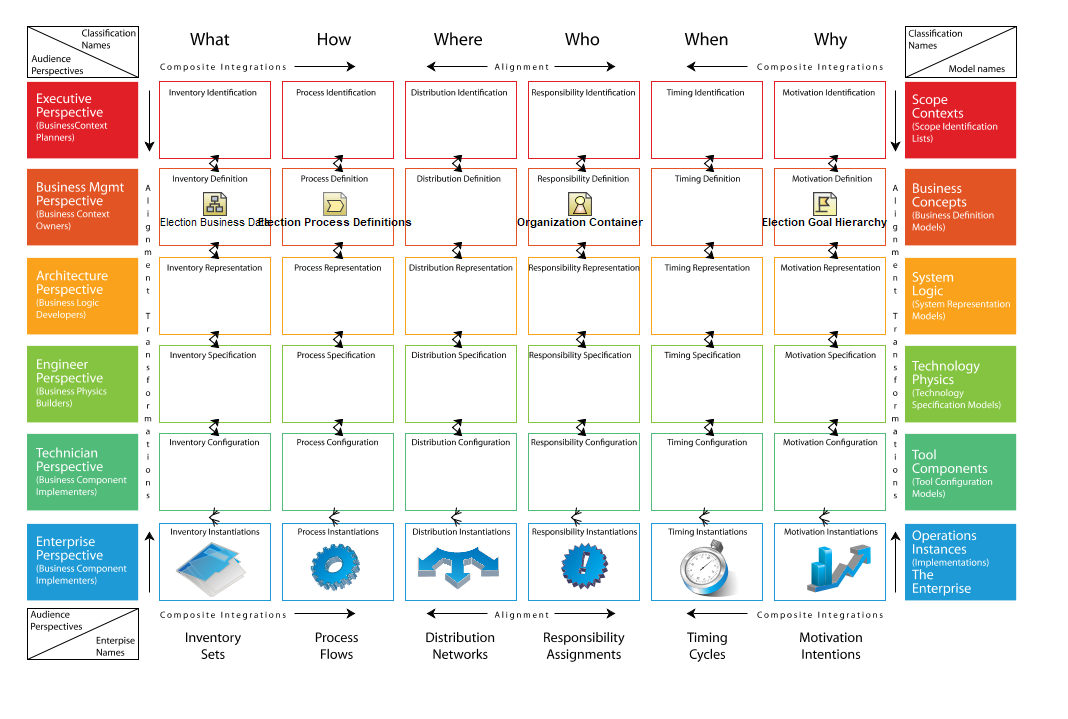 Classification
Names
Audience
Perspectives
What How Where Who When Why
Classification
Names
Model names
Composite Integrations Alignment Composite Integrations
Executive
Perspective
(BusinessContext
Planners)
Inventory Identification Process Identification Distribution Identification Responsibility Identification Timing Identification Motivation Identification
Scope
Contexts
(Scope Identification
Lists)
Alignment Transformations
Business Mgmt
Perspective
(Business Context
Owners)
Inventory Definition Process Definition Distribution Definition Responsibility Definition Timing Definition Motivation Definition
Election Business Data Election Process Definitions Organization Container Election Goal Hierarchy
Business
Concepts
(Business Definition
Models)
Alignment Transformations
Architecture
Perspective
(Business Logic
Developers)
Inventory Representation Process Representation Distribution Representation Responsibility Representation Timing Representation Motivation Representation
System
Logic
(System Representation
Models)
Engineer
Perspective
(Business Physics
Builders)
Inventory Specification Process Specification Distribution Specification Responsibility Specification Timing Specification Motivation Specification
Technology
Physics
(Technology
Specification Models)
Technician
Perspective
(Business Component
Implementers)
Inventory Configuration Process Configuration Distribution Configuration Responsibility Configuration Timing Configuration Motivation Configuration
Tool
Components
(Tool Configuration
Models)
Enterprise
Perspective
(Business Component
Implementers)
Inventory Instantiations Process Instantiations Distribution Instantiations Responsibility Instantiations Timing Instantiations Motivation Instantiations
Operations
Instances
(Implementations)
The
Enterprise
Audience
Perspectives
Enterpise
Names
Composite Integrations Alignment Composite Integrations
Inventory Process Distribution Responsibility Timing Motivation
Sets Flows Networks Assignments Cycles Intentions